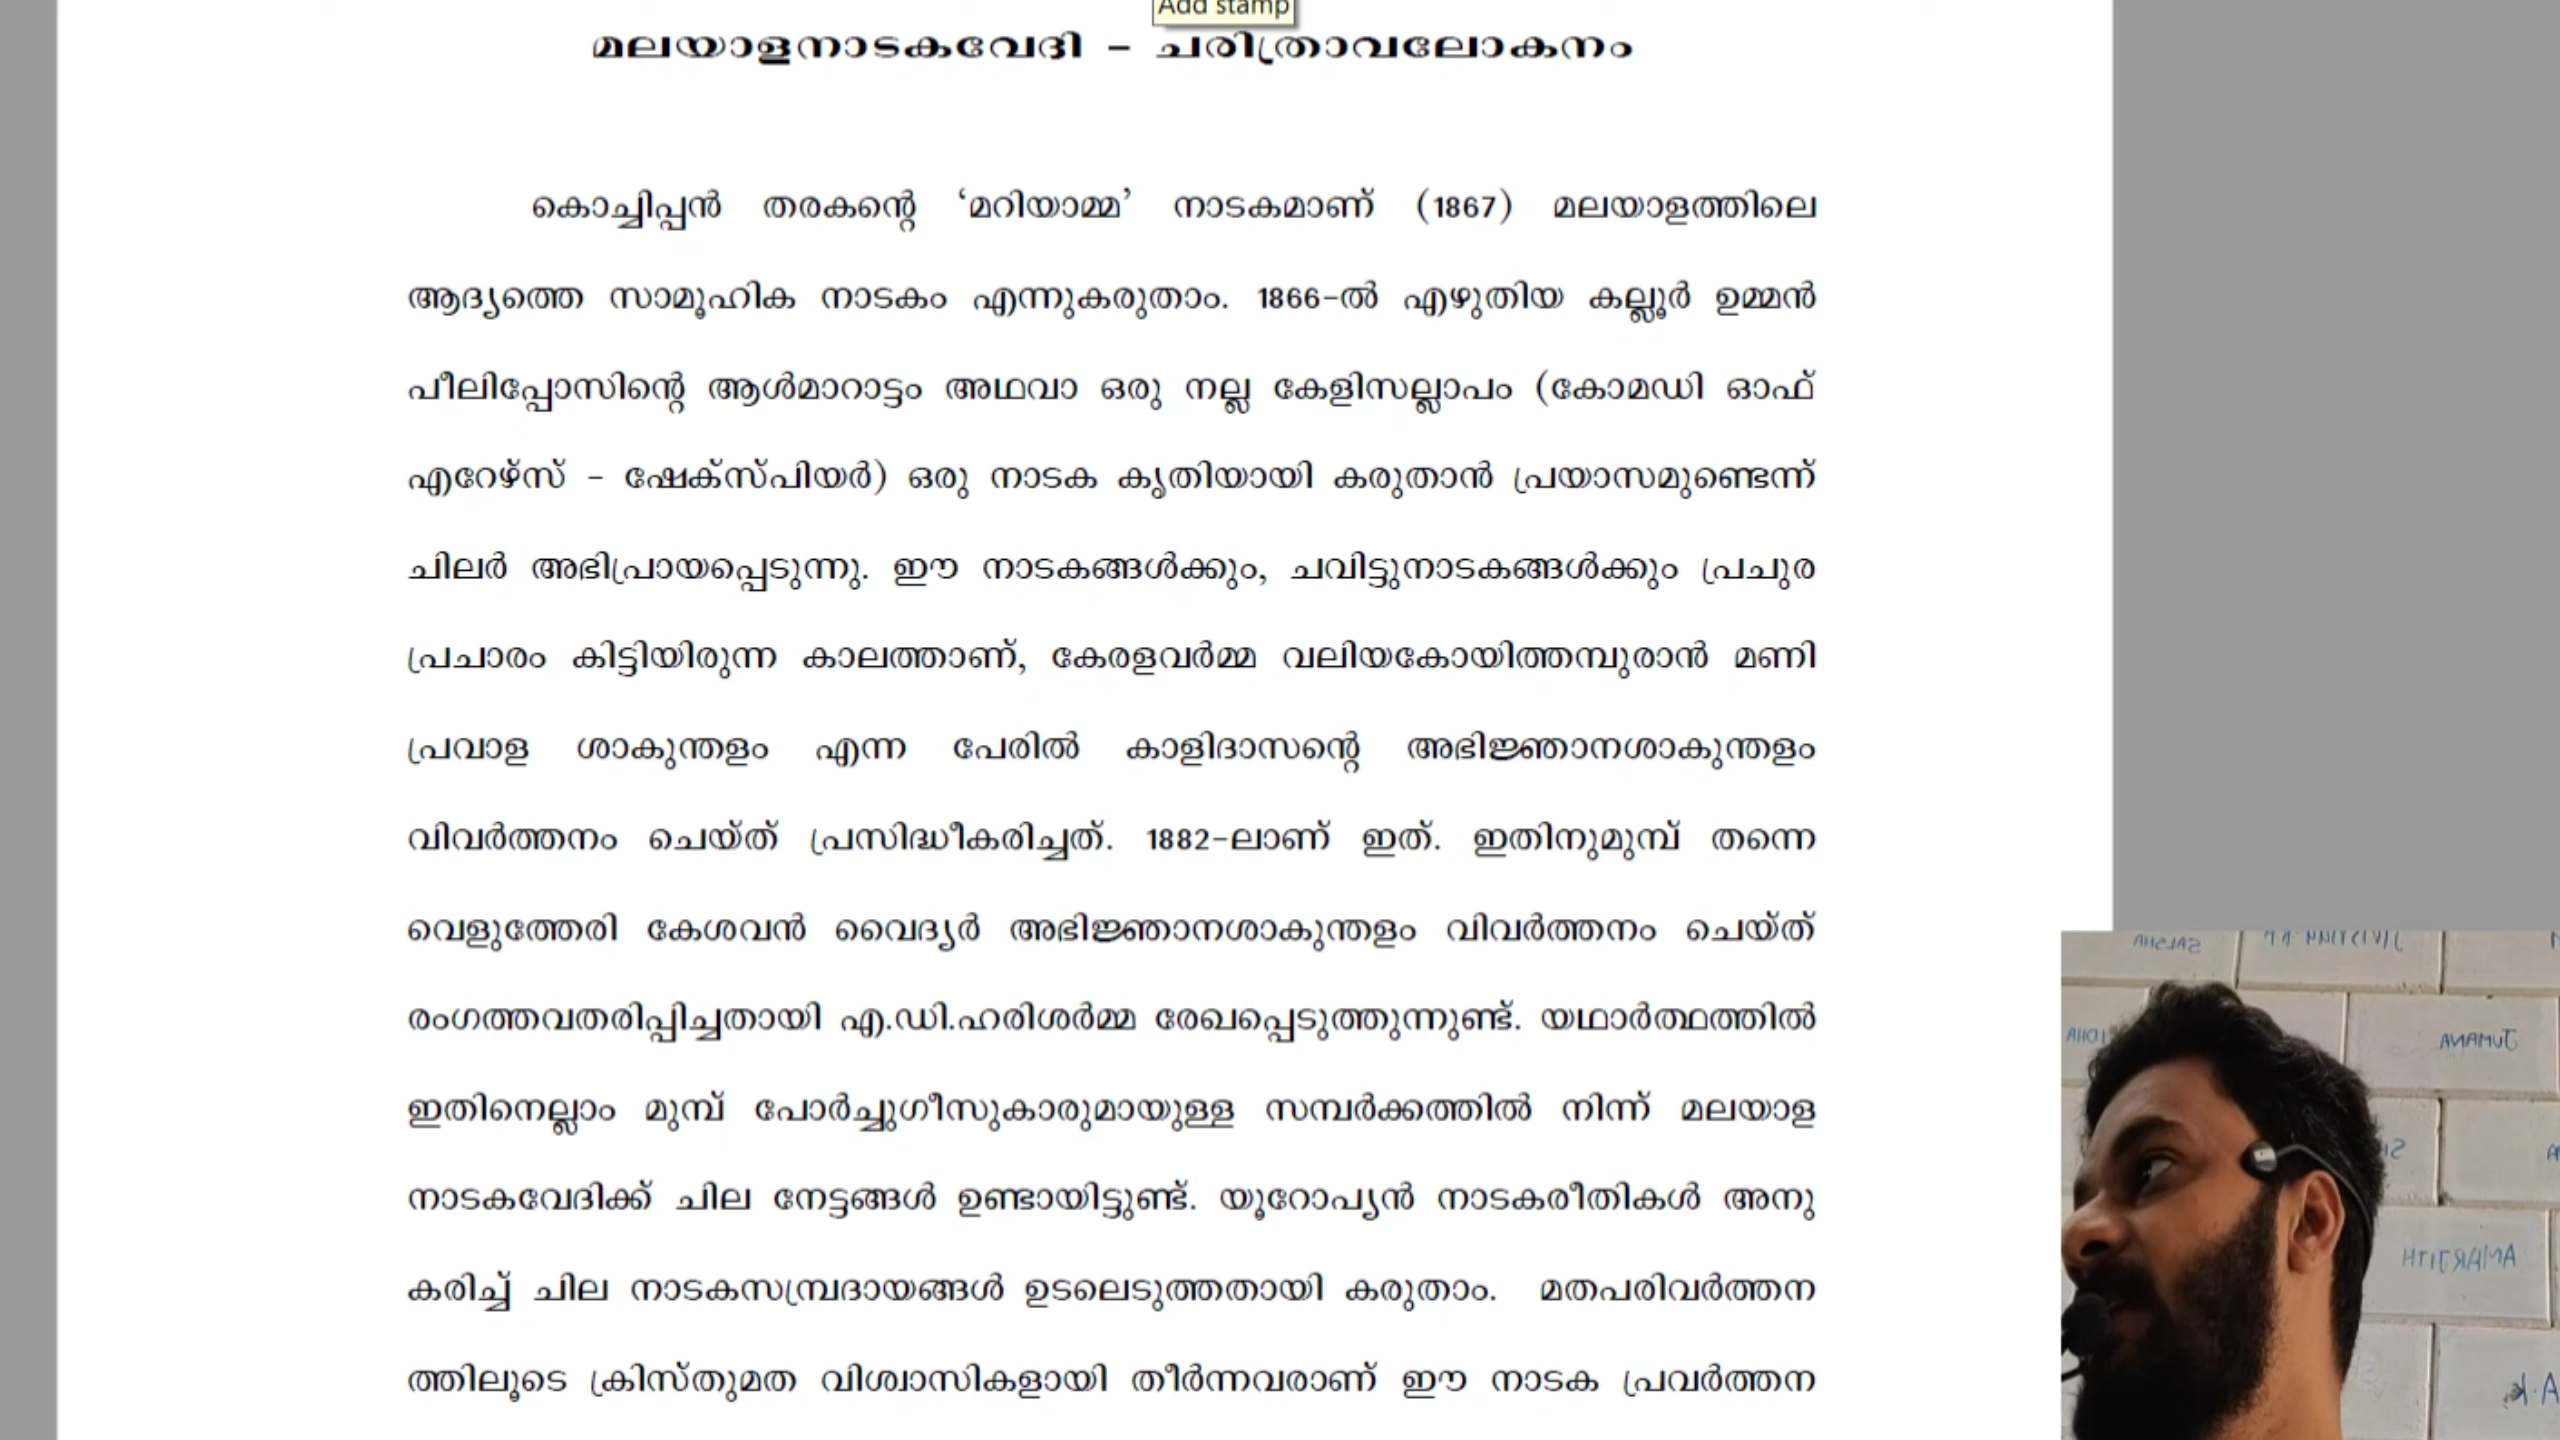 Add stamp
മലയാളനാടകവേദി – ചരിത്രാവലോകനം
കൊച്ചിപ്പൻ തരകന്റെ ‘മറിയാമ്മ’ നാടകമാണ് (1867) മലയാളത്തിലെ
ആദ്യത്തെ സാമൂഹിക നാടകം എന്നുകരുതാം. 1866-ൽ എഴുതിയ കല്ലൂർ ഉമ്മൻ
പീലിപ്പോസിന്റെ ആൾമാറാട്ടം അഥവാ ഒരു നല്ല കേളിസല്ലാപം (കോമഡി ഓഫ്
എറേഴ്സ് - ഷേക്സ്പിയർ) ഒരു നാടക കൃതിയായി കരുതാൻ പ്രയാസമുണ്ടെന്ന്
ചിലർ അഭിപ്രായപ്പെടുന്നു. ഈ നാടകങ്ങൾക്കും, ചവിട്ടുനാടകങ്ങൾക്കും പ്രചുര
പ്രചാരം കിട്ടിയിരുന്ന കാലത്താണ്, കേരളവർമ്മ വലിയകോയിത്തമ്പുരാൻ മണി
പ്രവാള ശാകുന്തളം എന്ന പേരിൽ കാളിദാസന്റെ അഭിജ്ഞാനശാകുന്തളം
വിവർത്തനം ചെയ്ത് പ്രസിദ്ധീകരിച്ചത്. 1882-ലാണ് ഇത്. ഇതിനുമുമ്പ് തന്നെ
വെളുത്തേരി കേശവൻ വൈദ്യർ അഭിജ്ഞാനശാകുന്തളം വിവർത്തനം ചെയ്ത്
രംഗത്തവതരിപ്പിച്ചതായി എ.ഡി.ഹരിശർമ്മ രേഖപ്പെടുത്തുന്നുണ്ട്. യഥാർത്ഥത്തിൽ
ഇതിനെല്ലാം മുമ്പ് പോർച്ചുഗീസുകാരുമായുള്ള സമ്പർക്കത്തിൽ നിന്ന് മലയാള
നാടകവേദിക്ക് ചില നേട്ടങ്ങൾ ഉണ്ടായിട്ടുണ്ട്. യൂറോപ്യൻ നാടകരീതികൾ അനു
കരിച്ച് ചില നാടകസമ്പ്രദായങ്ങൾ ഉടലെടുത്തതായി കരുതാം. മതപരിവർത്തന
ത്തിലൂടെ ക്രിസ്തുമത വിശ്വാസികളായി തീർന്നവരാണ് ഈ നാടക പ്രവർത്തന
SALSHA
JUMANA
AMARJITH